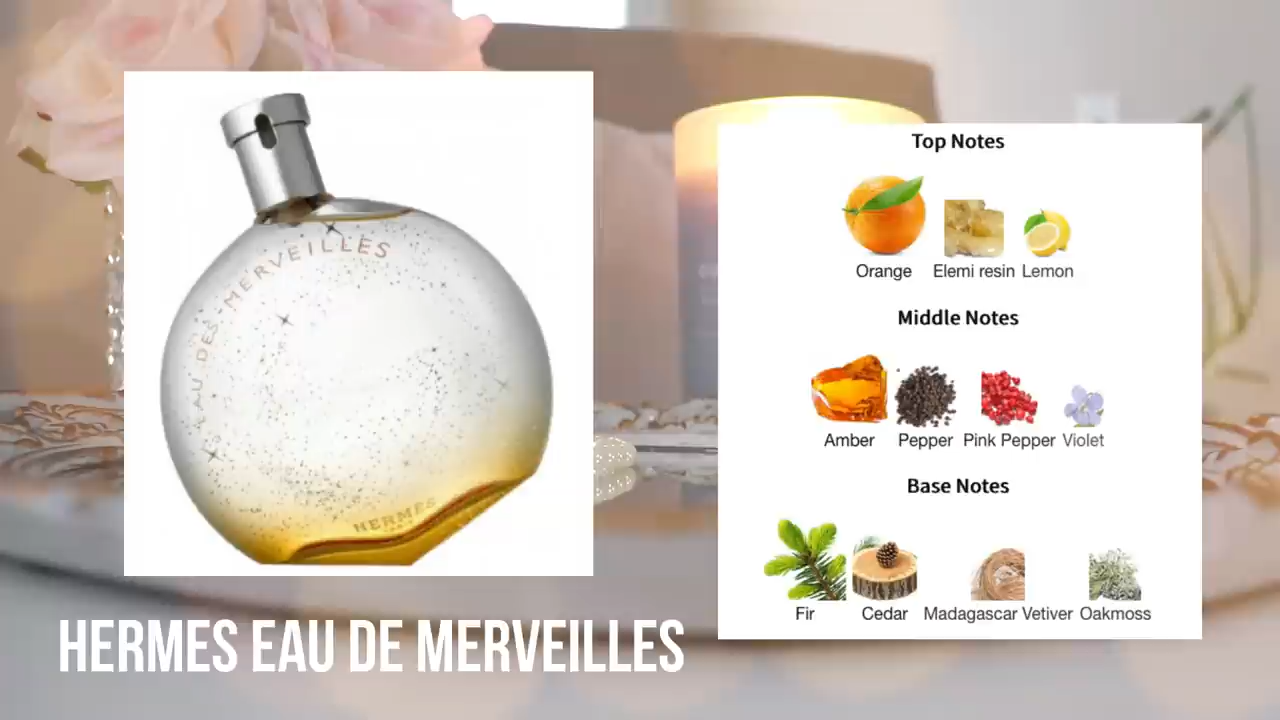 EAU DES MERVEILLES
HERMES
Top Notes
Orange Elemi resin Lemon
Middle Notes
Amber Pepper Pink Pepper Violet
Base Notes
Fir Cedar Madagascar Vetiver Oakmoss
HERMES EAU DE MERVEILLES